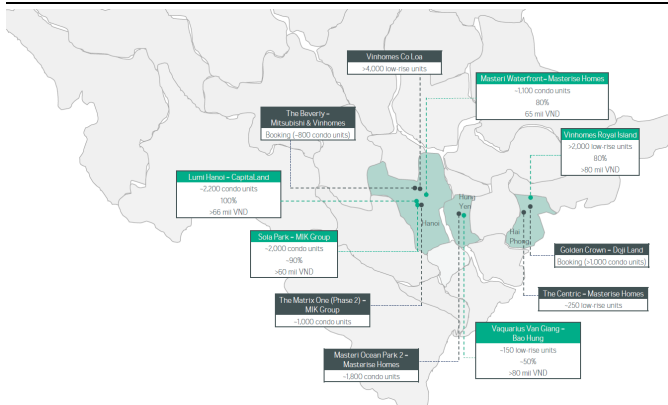 Vinhomes Co Loa
>4,000 low-rise units
Masteri Waterfront – Masterise Homes
~1,100 condo units
80%
65 mil VND
The Beverly –
Mitsubishi & Vinhomes
Booking (~800 condo units)
Vinhomes Royal Island
>2,000 low-rise units
80%
>80 mil VND
Lumi Hanoi – CapitaLand
~2,200 condo units
100%
>66 mil VND
Hung
Yen
Hanoi
Hai
Phong
Sola Park – MIK Group
~2,000 condo units
~90%
>60 mil VND
Golden Crown – Doji Land
Booking (>1,000 condo units)
The Matrix One (Phase 2) –
MIK Group
~1,000 condo units
The Centric – Masterise Homes
~250 low-rise units
Vaquarius Van Giang –
Bao Hung
~150 low-rise units
~50%
>80 mil VND
Masteri Ocean Park 2 –
Masterise Homes
~1,800 condo units